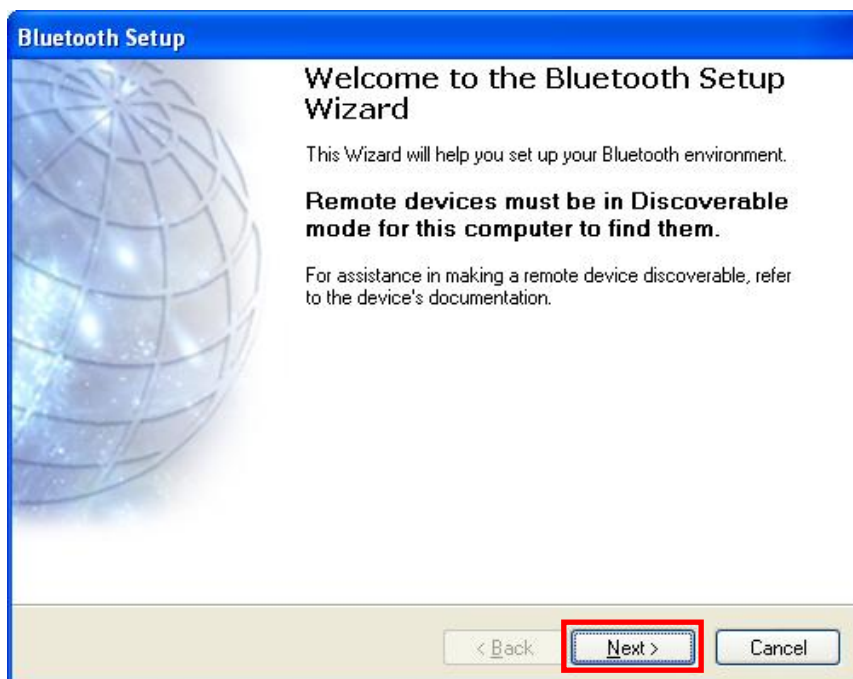 Bluetooth Setup
Welcome to the Bluetooth Setup
Wizard
This Wizard will help you set up your Bluetooth environment.
Remote devices must be in Discoverable
mode for this computer to find them.
For assistance in making a remote device discoverable, refer
to the device's documentation.
< Back
Next >
Cancel